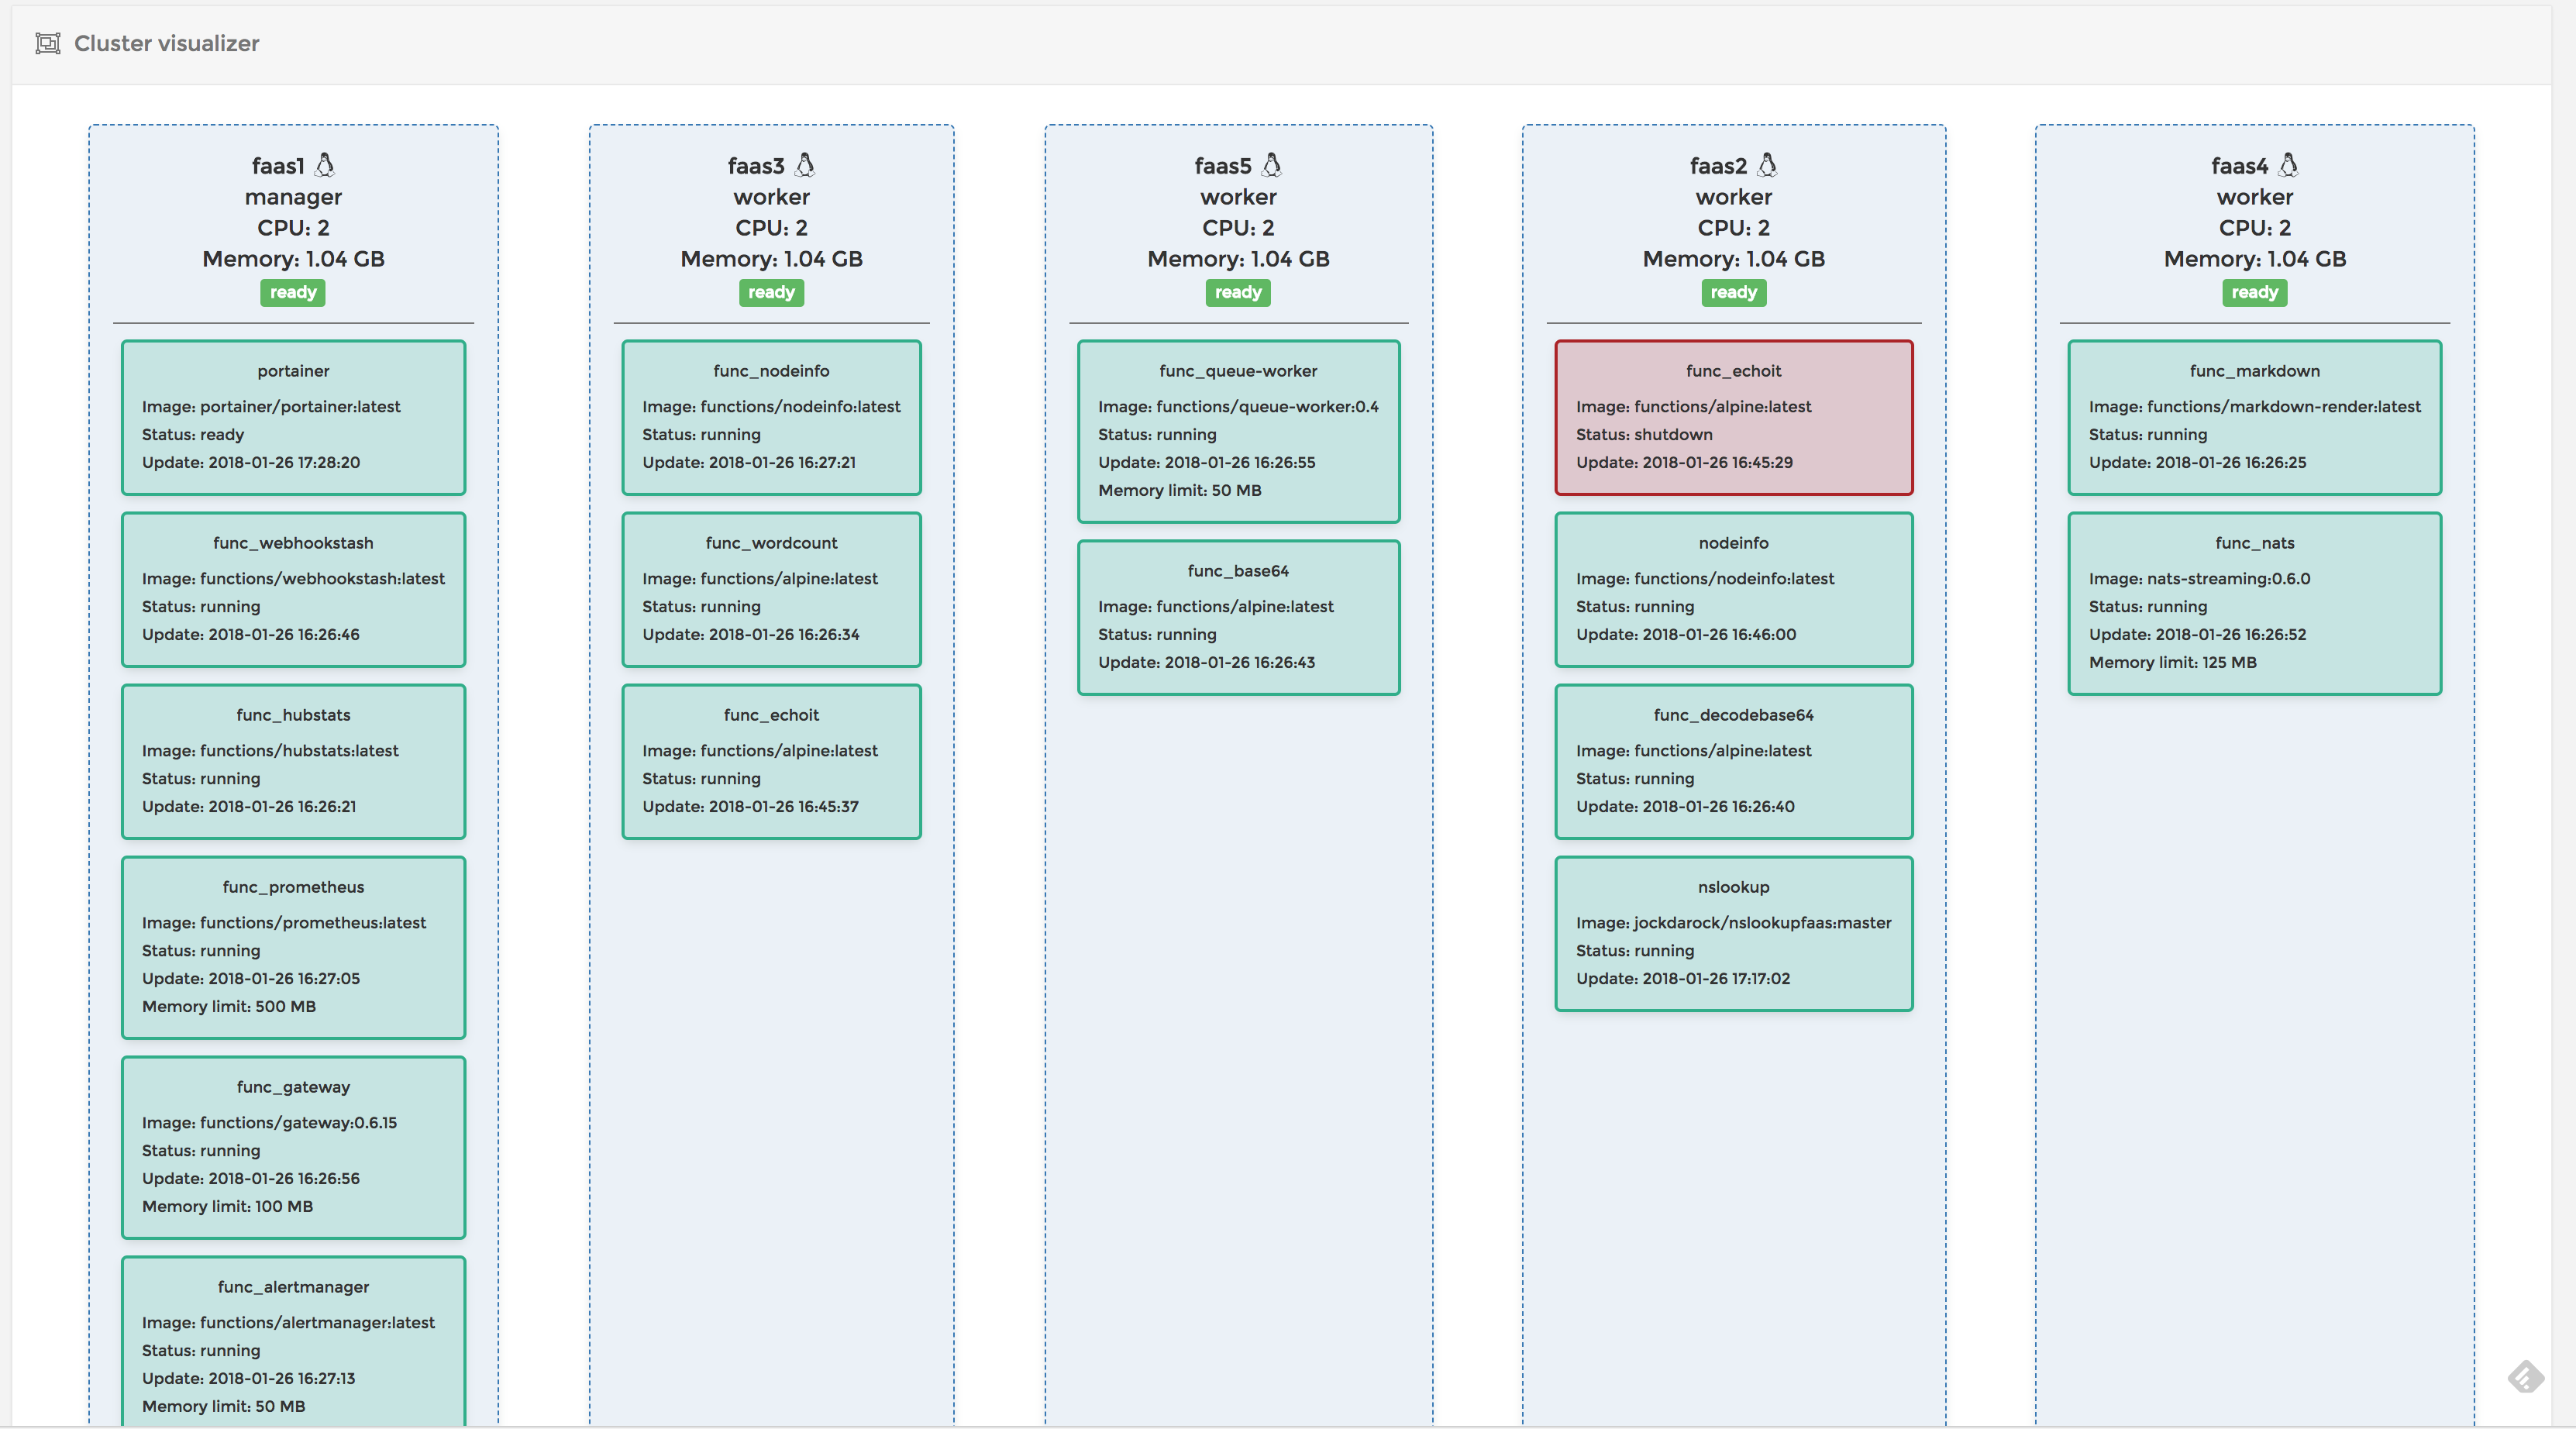 Cluster visualizer
faas1
manager
CPU: 2
Memory: 1.04 GB
ready
portainer
Image: portainer/portainer:latest
Status: ready
Update: 2018-01-26 17:28:20
func_webhookstash
Image: functions/webhookstash:latest
Status: running
Update: 2018-01-26 16:26:46
func_hubstats
Image: functions/hubstats:latest
Status: running
Update: 2018-01-26 16:26:21
func_prometheus
Image: functions/prometheus:latest
Status: running
Update: 2018-01-26 16:27:05
Memory limit: 500 MB
func_gateway
Image: functions/gateway:0.6.15
Status: running
Update: 2018-01-26 16:26:56
Memory limit: 100 MB
func_alertmanager
Image: functions/alertmanager:latest
Status: running
Update: 2018-01-26 16:27:13
Memory limit: 50 MB
faas3
worker
CPU: 2
Memory: 1.04 GB
ready
func_nodeinfo
Image: functions/nodeinfo:latest
Status: running
Update: 2018-01-26 16:27:21
func_wordcount
Image: functions/alpine:latest
Status: running
Update: 2018-01-26 16:26:34
func_echoit
Image: functions/alpine:latest
Status: running
Update: 2018-01-26 16:45:37
faas5
worker
CPU: 2
Memory: 1.04 GB
ready
func_queue-worker
Image: functions/queue-worker:0.4
Status: running
Update: 2018-01-26 16:26:55
Memory limit: 50 MB
func_base64
Image: functions/alpine:latest
Status: running
Update: 2018-01-26 16:26:43
faas2
worker
CPU: 2
Memory: 1.04 GB
ready
func_echoit
Image: functions/alpine:latest
Status: shutdown
Update: 2018-01-26 16:45:29
nodeinfo
Image: functions/nodeinfo:latest
Status: running
Update: 2018-01-26 16:46:00
func_decodebase64
Image: functions/alpine:latest
Status: running
Update: 2018-01-26 16:26:40
nslookup
Image: jockdarock/nslookupfaas:master
Status: running
Update: 2018-01-26 17:17:02
faas4
worker
CPU: 2
Memory: 1.04 GB
ready
func_markdown
Image: functions/markdown-render:latest
Status: running
Update: 2018-01-26 16:26:25
func_nats
Image: nats-streaming:0.6.0
Status: running
Update: 2018-01-26 16:26:52
Memory limit: 125 MB